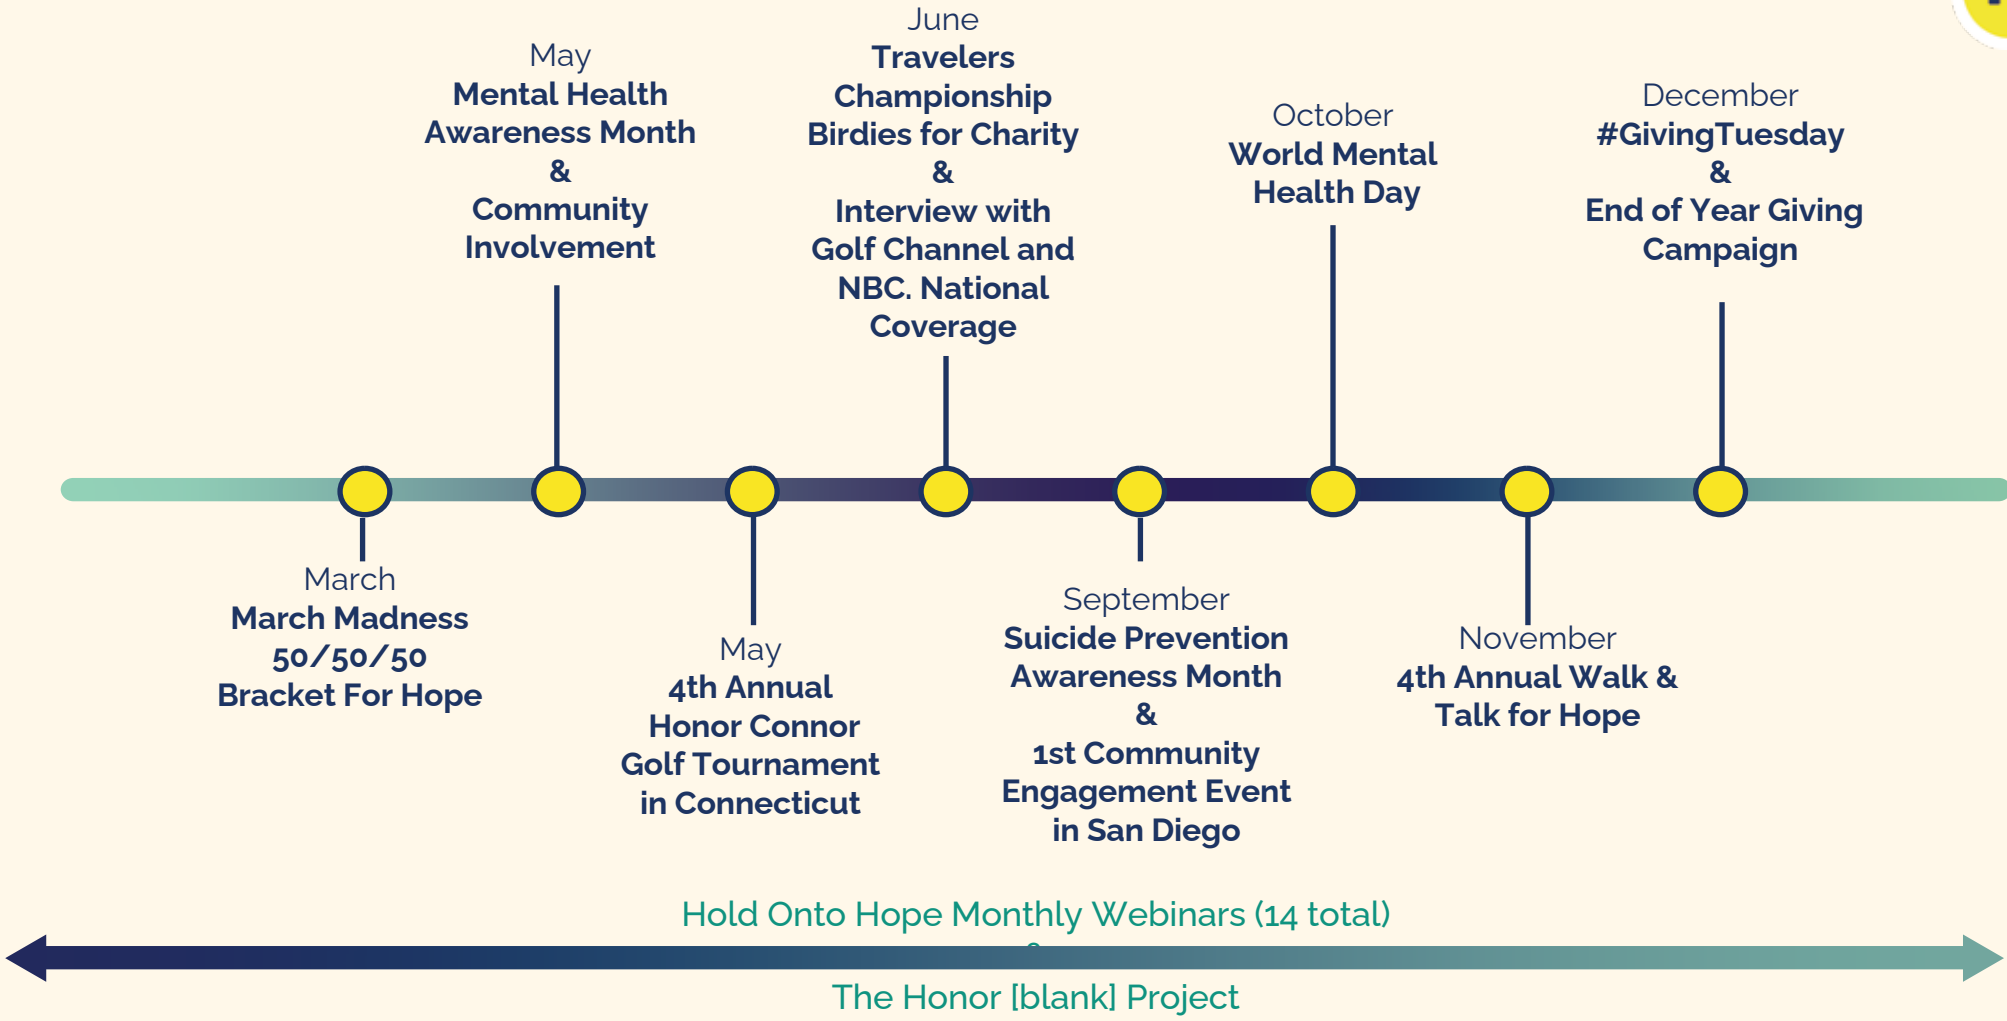 March
March Madness
50/50/50
Bracket For Hope
May
Mental Health
Awareness Month
&
Community
Involvement
May
4th Annual
Honor Connor
Golf Tournament
in Connecticut
June
Travelers
Championship
Birdies for Charity
&
Interview with
Golf Channel and
NBC. National
Coverage
September
Suicide Prevention
Awareness Month
&
1st Community
Engagement Event
in San Diego
October
World Mental
Health Day
November
4th Annual Walk &
Talk for Hope
December
#GivingTuesday
&
End of Year Giving
Campaign
Hold Onto Hope Monthly Webinars (14 total)
The Honor [blank] Project